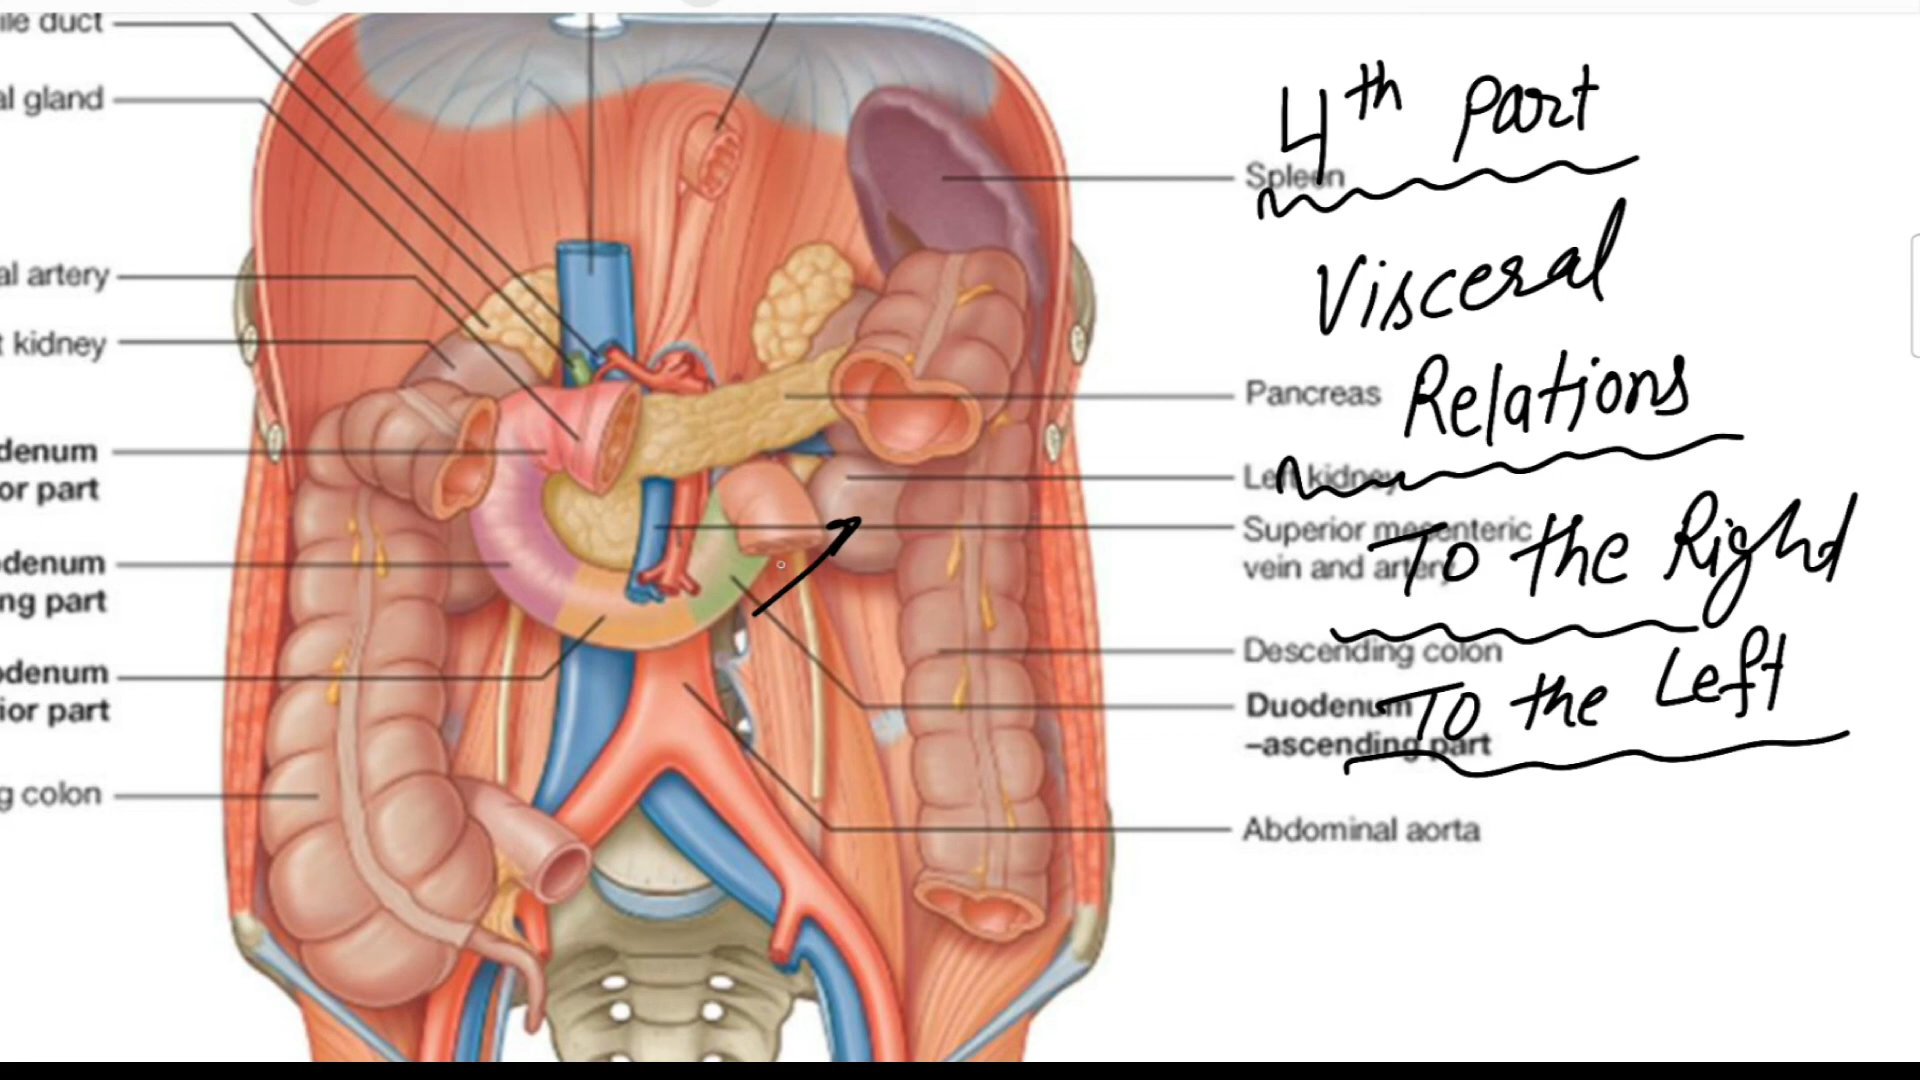 ile duct
al gland
al artery
t kidney
denum
or part
denum
ng part
odenum
ior part
g colon
Spleen
Pancreas
Left kidney
Superior mesenteric
vein and artery
Descending colon
Duodenum
–ascending part
Abdominal aorta
4th part
Visceral
Relations
To the Right
To the Left